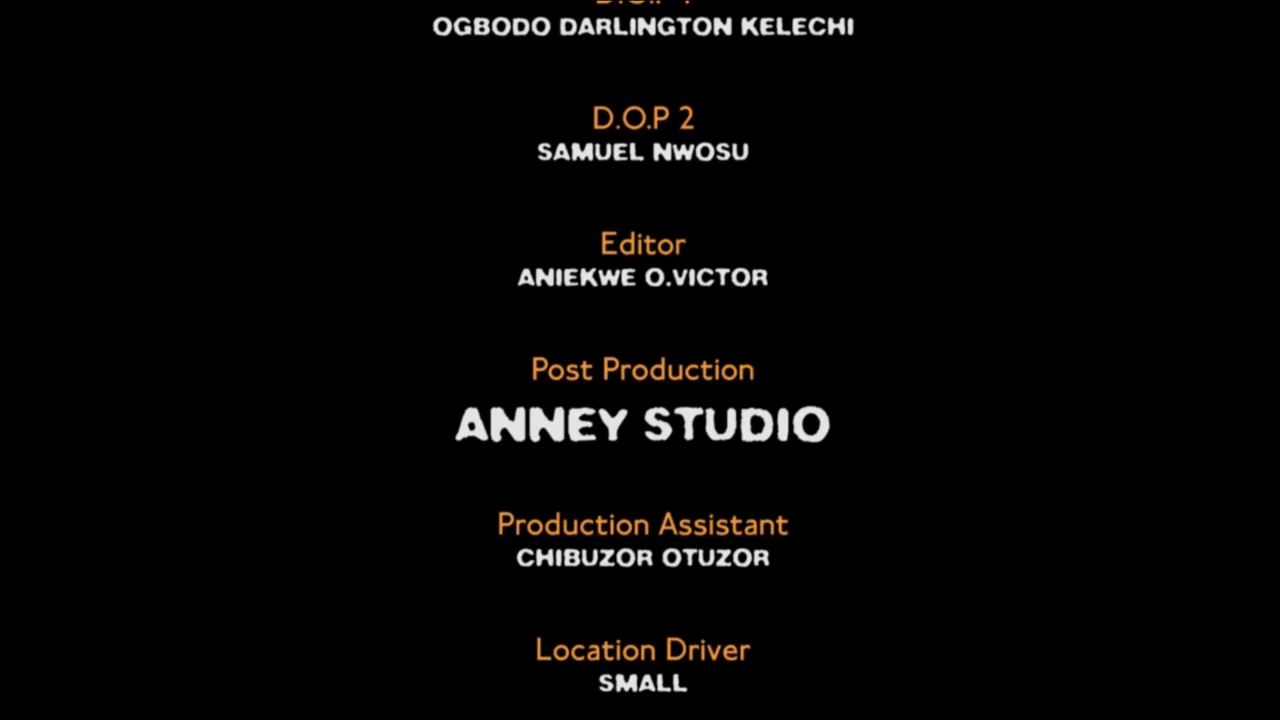 OGBODO DARLINGTON KELECHI
D.O.P 2
SAMUEL NWOSU
Editor
ANIEKWE O.VICTOR
Post Production
ANNEY STUDIO
Production Assistant
CHIBUZOR OTUZOR
Location Driver
SMALL